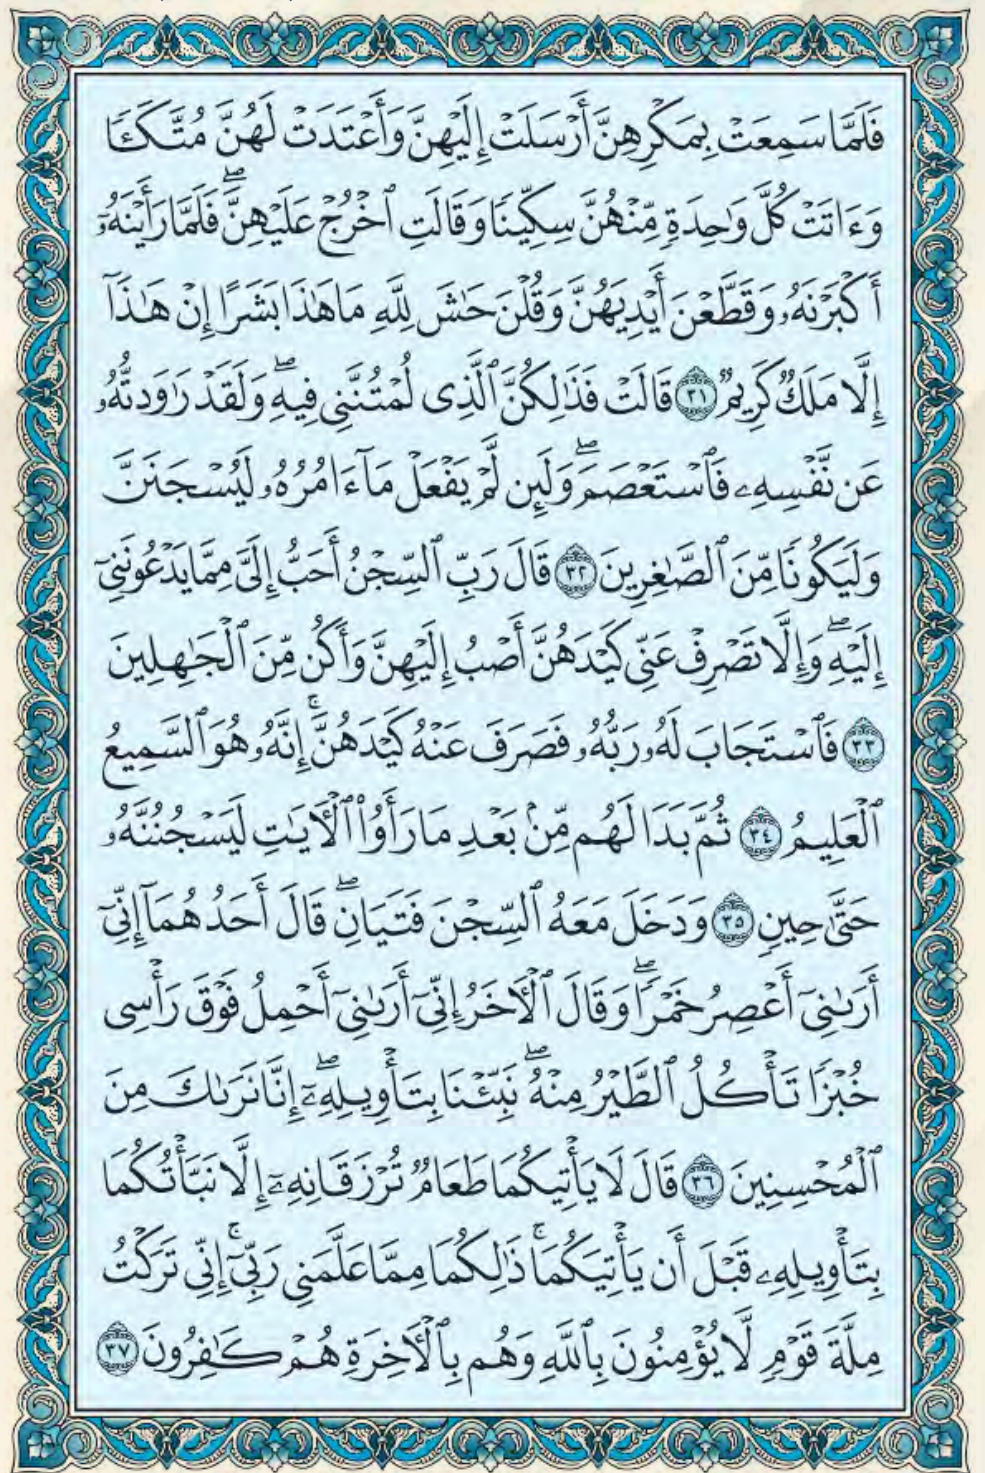 فَلَمَّا سَمِعَتْ بِمَكْرِهِنَّ أَرْسَلَتْ إِلَيْهِنَّ وَأَعْتَدَتْ لَهُنَّ مُتَّكَـًٔا
وَءَاتَتْ كُلَّ وَٰحِدَةٍ مِّنْهُنَّ سِكِّينًا وَقَالَتِ ٱخْرُجْ عَلَيْهِنَّ ۖ فَلَمَّا رَأَيْنَهُۥٓ
أَكْبَرْنَهُۥ وَقَطَّعْنَ أَيْدِيَهُنَّ وَقُلْنَ حَٰشَ لِلَّهِ مَا هَٰذَا بَشَرًا إِنْ هَٰذَآ
إِلَّا مَلَكٌ كَرِيمٌ ٣١ قَالَتْ فَذَٰلِكُنَّ ٱلَّذِى لُمْتُنَّنِى فِيهِ ۖ وَلَقَدْ رَٰوَدتُّهُۥ
عَن نَّفْسِهِۦ فَٱسْتَعْصَمَ ۖ وَلَئِن لَّمْ يَفْعَلْ مَآ ءَامُرُهُۥ لَيُسْجَنَنَّ
وَلَيَكُونًا مِّنَ ٱلصَّٰغِرِينَ ٣٢ قَالَ رَبِّ ٱلسِّجْنُ أَحَبُّ إِلَىَّ مِمَّا يَدْعُونَنِىٓ
إِلَيْهِ ۖ وَإِلَّا تَصْرِفْ عَنِّى كَيْدَهُنَّ أَصْبُ إِلَيْهِنَّ وَأَكُن مِّنَ ٱلْجَٰهِلِينَ
٣٣ فَٱسْتَجَابَ لَهُۥ رَبُّهُۥ فَصَرَفَ عَنْهُ كَيْدَهُنَّ ۚ إِنَّهُۥ هُوَ ٱلسَّمِيعُ
ٱلْعَلِيمُ ٣٤ ثُمَّ بَدَا لَهُم مِّنۢ بَعْدِ مَا رَأَوُا۟ ٱلْـَٔايَٰتِ لَيَسْجُنُنَّهُۥ
حَتَّىٰ حِينٍ ٣٥ وَدَخَلَ مَعَهُ ٱلسِّجْنَ فَتَيَانِ ۖ قَالَ أَحَدُهُمَآ إِنِّىٓ
أَرَىٰنِىٓ أَعْصِرُ خَمْرًا ۖ وَقَالَ ٱلْـَٔاخَرُ إِنِّىٓ أَرَىٰنِىٓ أَحْمِلُ فَوْقَ رَأْسِى
خُبْزًا تَأْكُلُ ٱلطَّيْرُ مِنْهُ ۖ نَبِّئْنَا بِتَأْوِيلِهِۦٓ ۖ إِنَّا نَرَىٰكَ مِنَ
ٱلْمُحْسِنِينَ ٣٦ قَالَ لَا يَأْتِيكُمَا طَعَامٌ تُرْزَقَانِهِۦٓ إِلَّا نَبَّأْتُكُمَا
بِتَأْوِيلِهِۦ قَبْلَ أَن يَأْتِيَكُمَا ۚ ذَٰلِكُمَا مِمَّا عَلَّمَنِى رَبِّىٓ ۚ إِنِّى تَرَكْتُ
مِلَّةَ قَوْمٍ لَّا يُؤْمِنُونَ بِٱللَّهِ وَهُم بِٱلْـَٔاخِرَةِ هُمْ كَٰفِرُونَ ٣٧